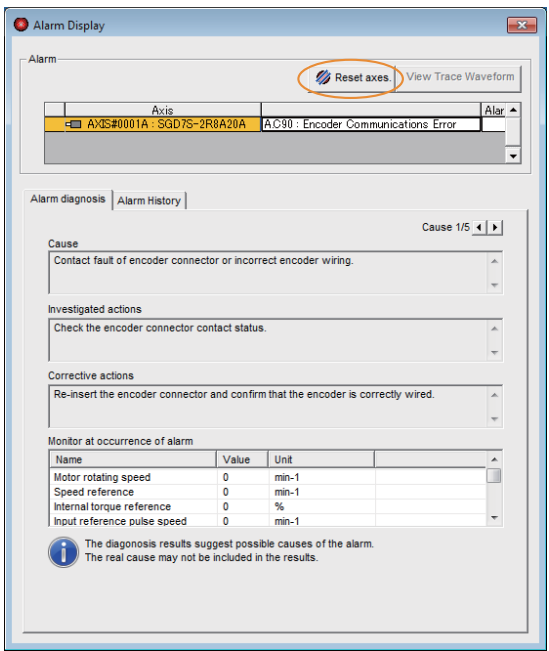 Alarm Display
Alarm
Reset axes.
View Trace Waveform
Axis
Alar
AXIS#0001A : SGD7S-2R8A20A
A.C90 : Encoder Communications Error
Alarm diagnosis
Alarm History
Cause 1/5
Cause
Contact fault of encoder connector or incorrect encoder wiring.
Investigated actions
Check the encoder connector contact status.
Corrective actions
Re-insert the encoder connector and confirm that the encoder is correctly wired.
Monitor at occurrence of alarm
Name Value Unit
Motor rotating speed 0 min-1
Speed reference 0 min-1
Internal torque reference 0 %
Input reference pulse speed 0 min-1
The diagonosis results suggest possible causes of the alarm.
The real cause may not be included in the results.